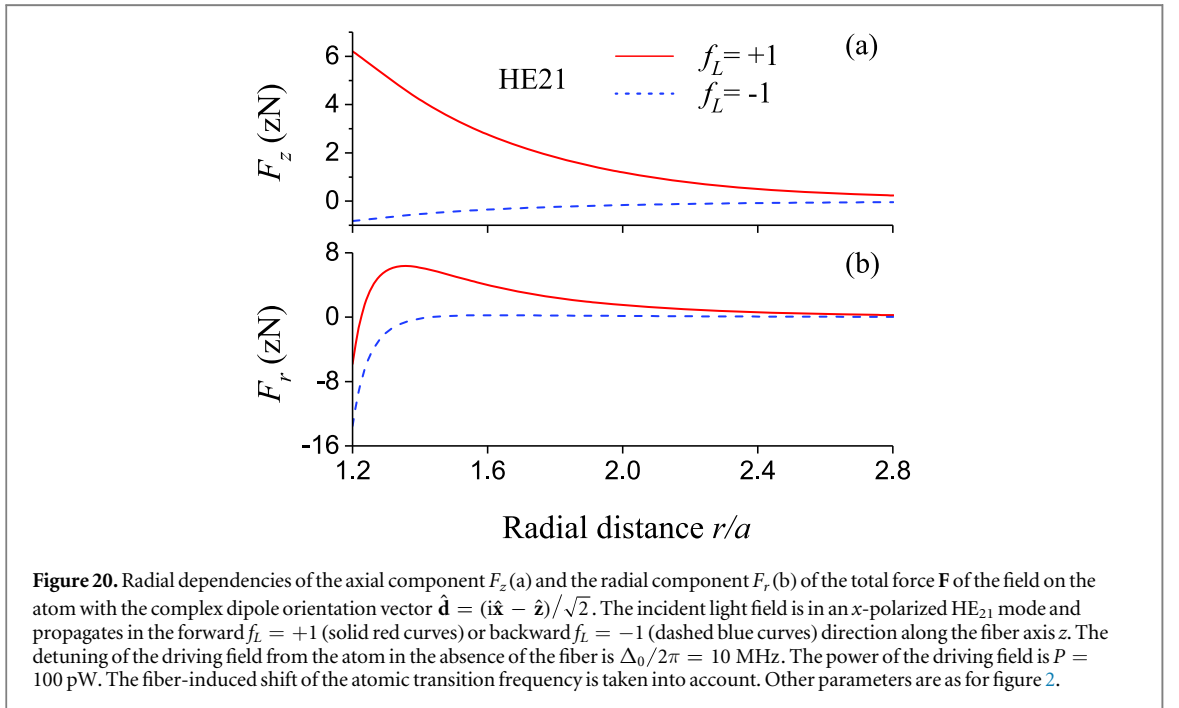 (a)
HE21
f_L = +1
f_L = -1
6
4
2
0
F_z (zN)
(b)
8
0
-8
-16
F_r (zN)
1.2 1.6 2.0 2.4 2.8
Radial distance r/a
Figure 20. Radial dependencies of the axial component F_z (a) and the radial component F_r (b) of the total force F of the field on the
atom with the complex dipole orientation vector d̂ = (ix̂ − ẑ)/√2. The incident light field is in an x-polarized HE₂₁ mode and
propagates in the forward f_L = +1 (solid red curves) or backward f_L = −1 (dashed blue curves) direction along the fiber axis z. The
detuning of the driving field from the atom in the absence of the fiber is Δ₀/2π = 10 MHz. The power of the driving field is P =
100 pW. The fiber-induced shift of the atomic transition frequency is taken into account. Other parameters are as for figure 2.